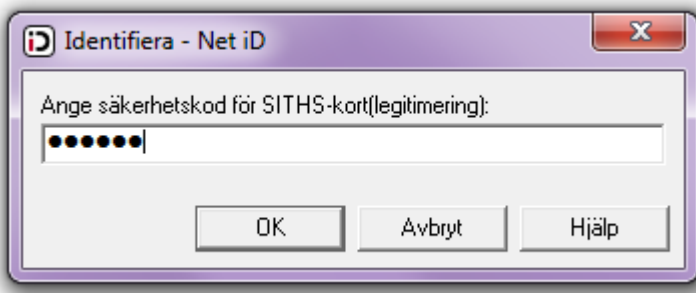 Identifiera - Net iD
Ange säkerhetskod för SITHS-kort(legitimering):
●●●●●●
OK Avbryt Hjälp